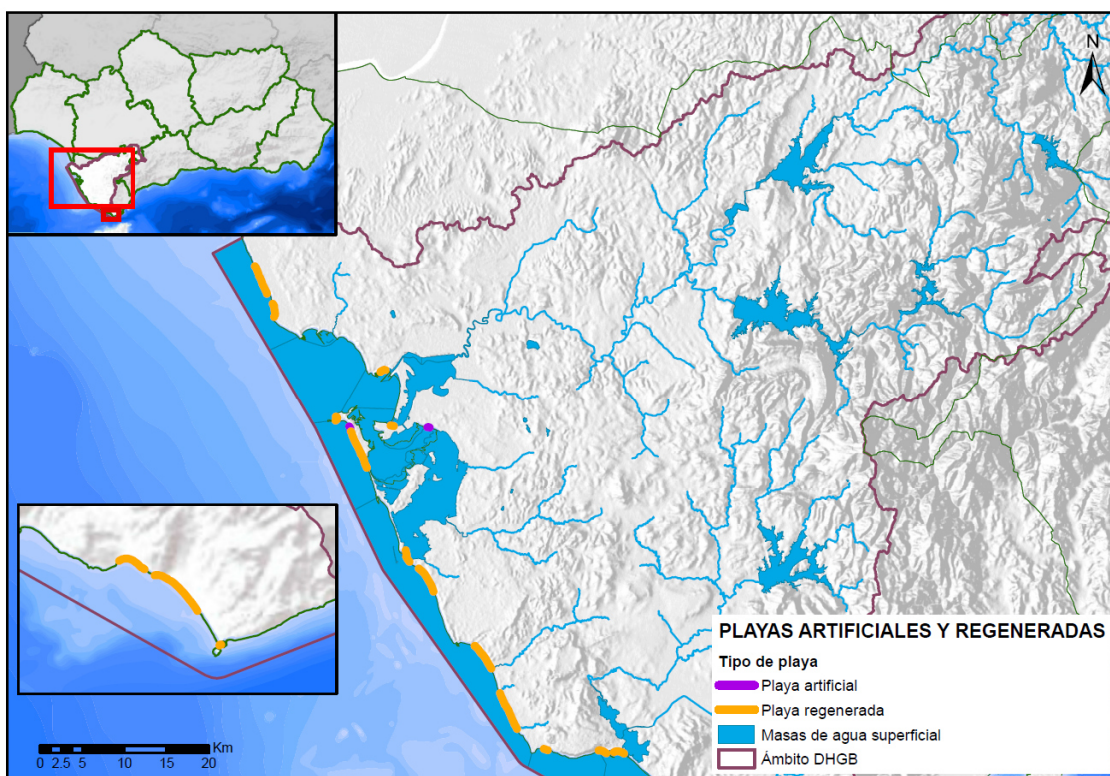 N
PLAYAS ARTIFICIALES Y REGENERADAS
Tipo de playa
Playa artificial
Playa regenerada
Masas de agua superficial
Ámbito DHGB
Km
0 2.5 5 10 15 20